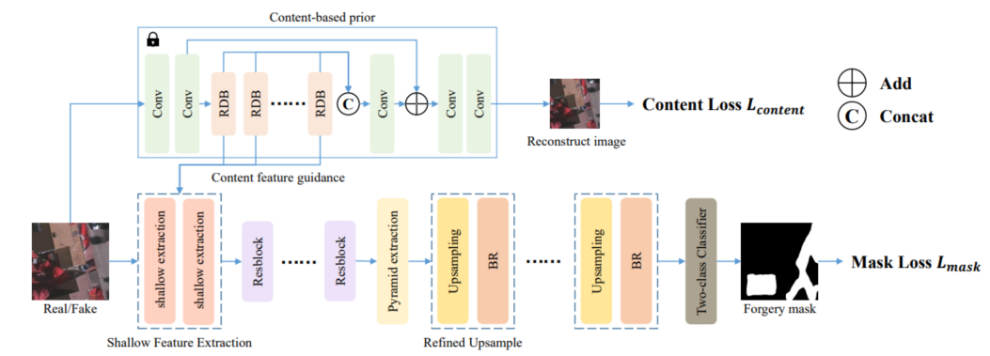 Content-based prior
Conv
Conv
RDB
RDB
......
RDB
C
Conv
Conv
Conv
Reconstruct image
Content Loss L_content
Add
C Concat
Content feature guidance
Real/Fake
shallow extraction
shallow extraction
Shallow Feature Extraction
Resblock
......
Resblock
Pyramid extraction
Upsampling
BR
Refined Upsample
......
Upsampling
BR
Two-class Classifier
Forgery mask
Mask Loss L_mask